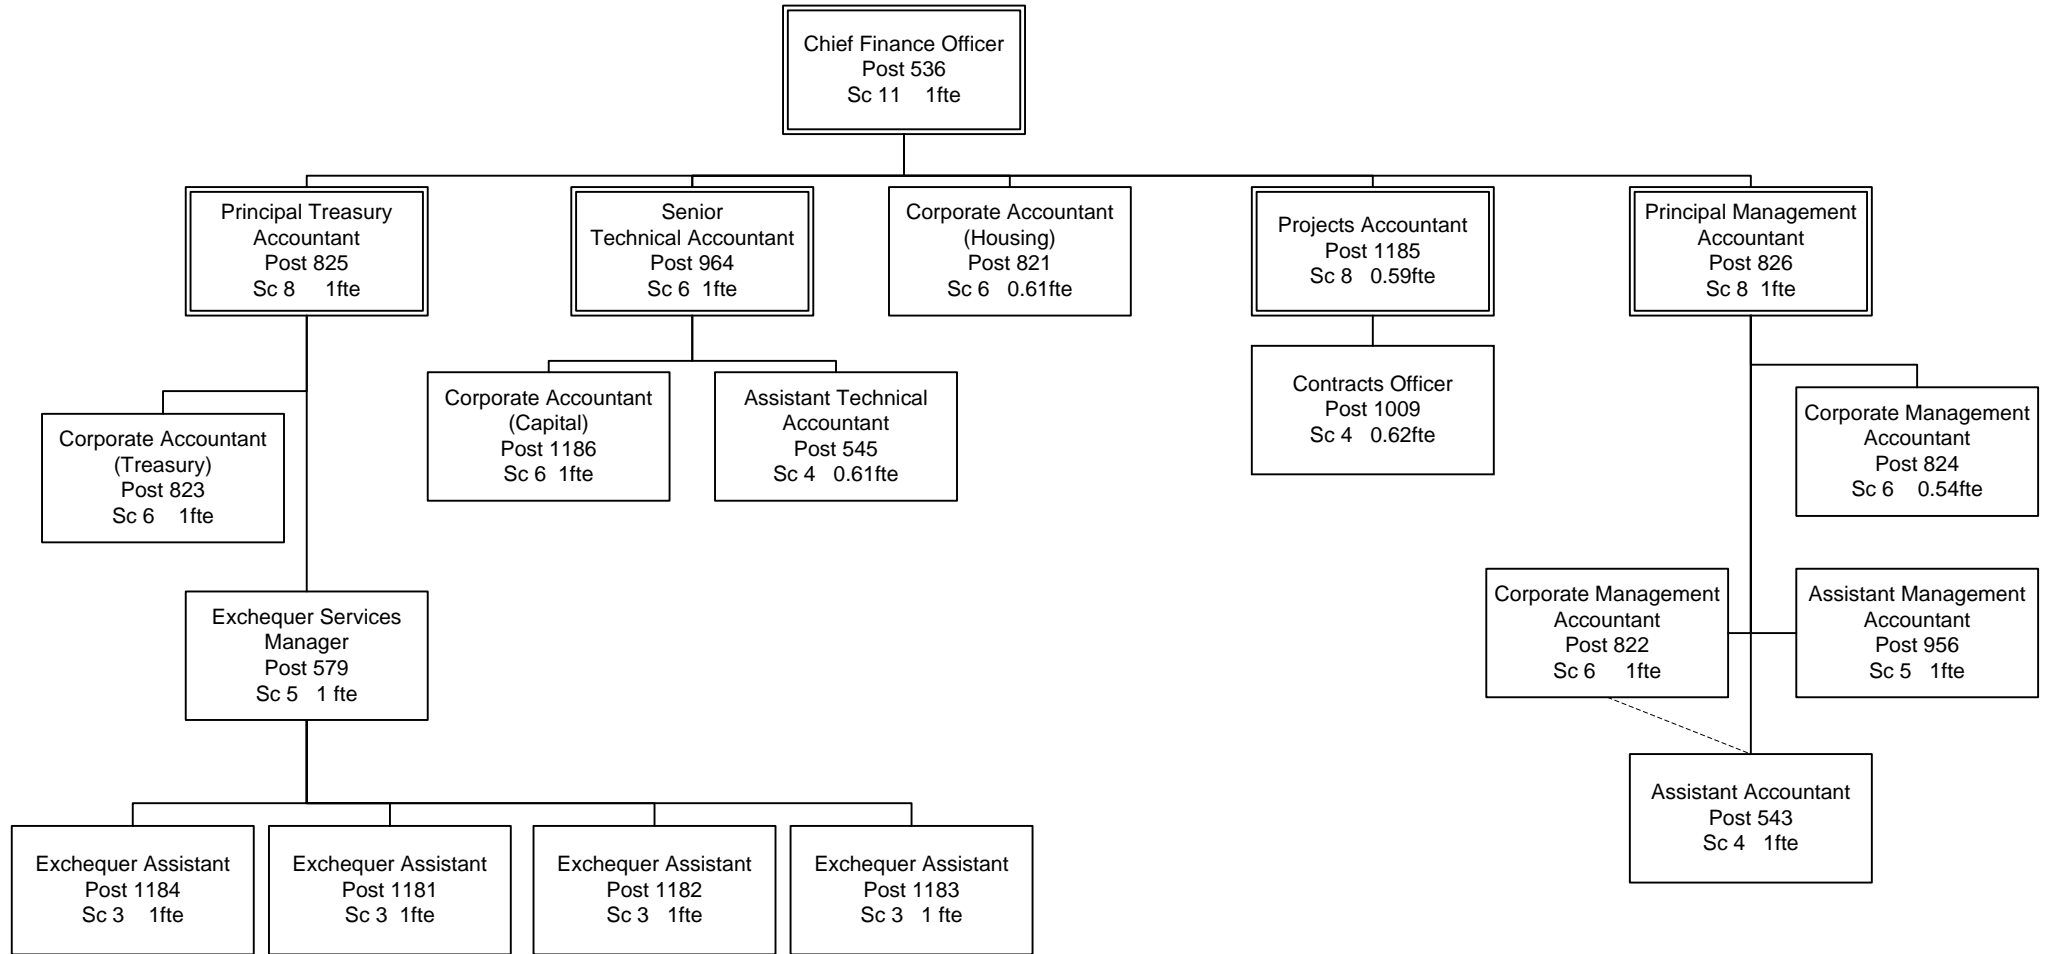 Chief Finance Officer
Post 536
Sc 11 1fte
Principal Treasury
Accountant
Post 825
Sc 8 1fte
Senior
Technical Accountant
Post 964
Sc 6 1fte
Corporate Accountant
(Housing)
Post 821
Sc 6 0.61fte
Projects Accountant
Post 1185
Sc 8 0.59fte
Principal Management
Accountant
Post 826
Sc 8 1fte
Corporate Accountant
(Treasury)
Post 823
Sc 6 1fte
Corporate Accountant
(Capital)
Post 1186
Sc 6 1fte
Assistant Technical
Accountant
Post 545
Sc 4 0.61fte
Contracts Officer
Post 1009
Sc 4 0.62fte
Corporate Management
Accountant
Post 824
Sc 6 0.54fte
Exchequer Services
Manager
Post 579
Sc 5 1 fte
Corporate Management
Accountant
Post 822
Sc 6 1fte
Assistant Management
Accountant
Post 956
Sc 5 1fte
Assistant Accountant
Post 543
Sc 4 1fte
Exchequer Assistant
Post 1184
Sc 3 1fte
Exchequer Assistant
Post 1181
Sc 3 1fte
Exchequer Assistant
Post 1182
Sc 3 1fte
Exchequer Assistant
Post 1183
Sc 3 1 fte